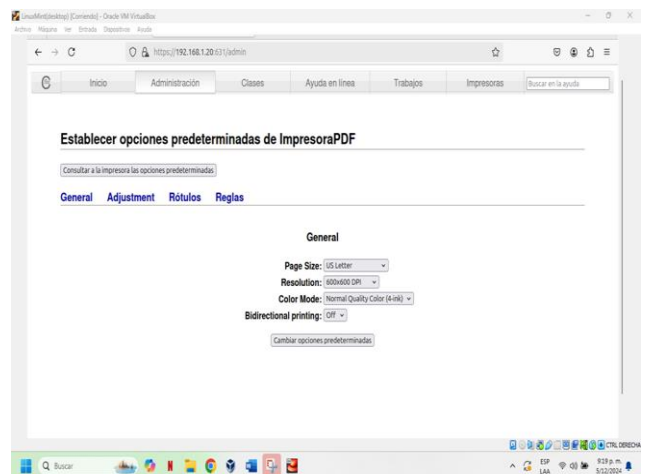 LinuxMint(desktop) [Corriendo] - Oracle VM VirtualBox
Archivo Máquina Ver Entrada Dispositivos Ayuda
https://192.168.1.20:631/admin
Inicio Administración Clases Ayuda en línea Trabajos Impresoras Buscar en la ayuda
Establecer opciones predeterminadas de ImpresoraPDF
Consultar a la impresora las opciones predeterminadas
General Adjustment Rótulos Reglas
General
Page Size: US Letter
Resolution: 600x600 DPI
Color Mode: Normal Quality Color (4-ink)
Bidirectional printing: Off
Cambiar opciones predeterminadas
CTRL DERECHA
Buscar
ESP
LAA
9:19 p. m.
5/12/2024